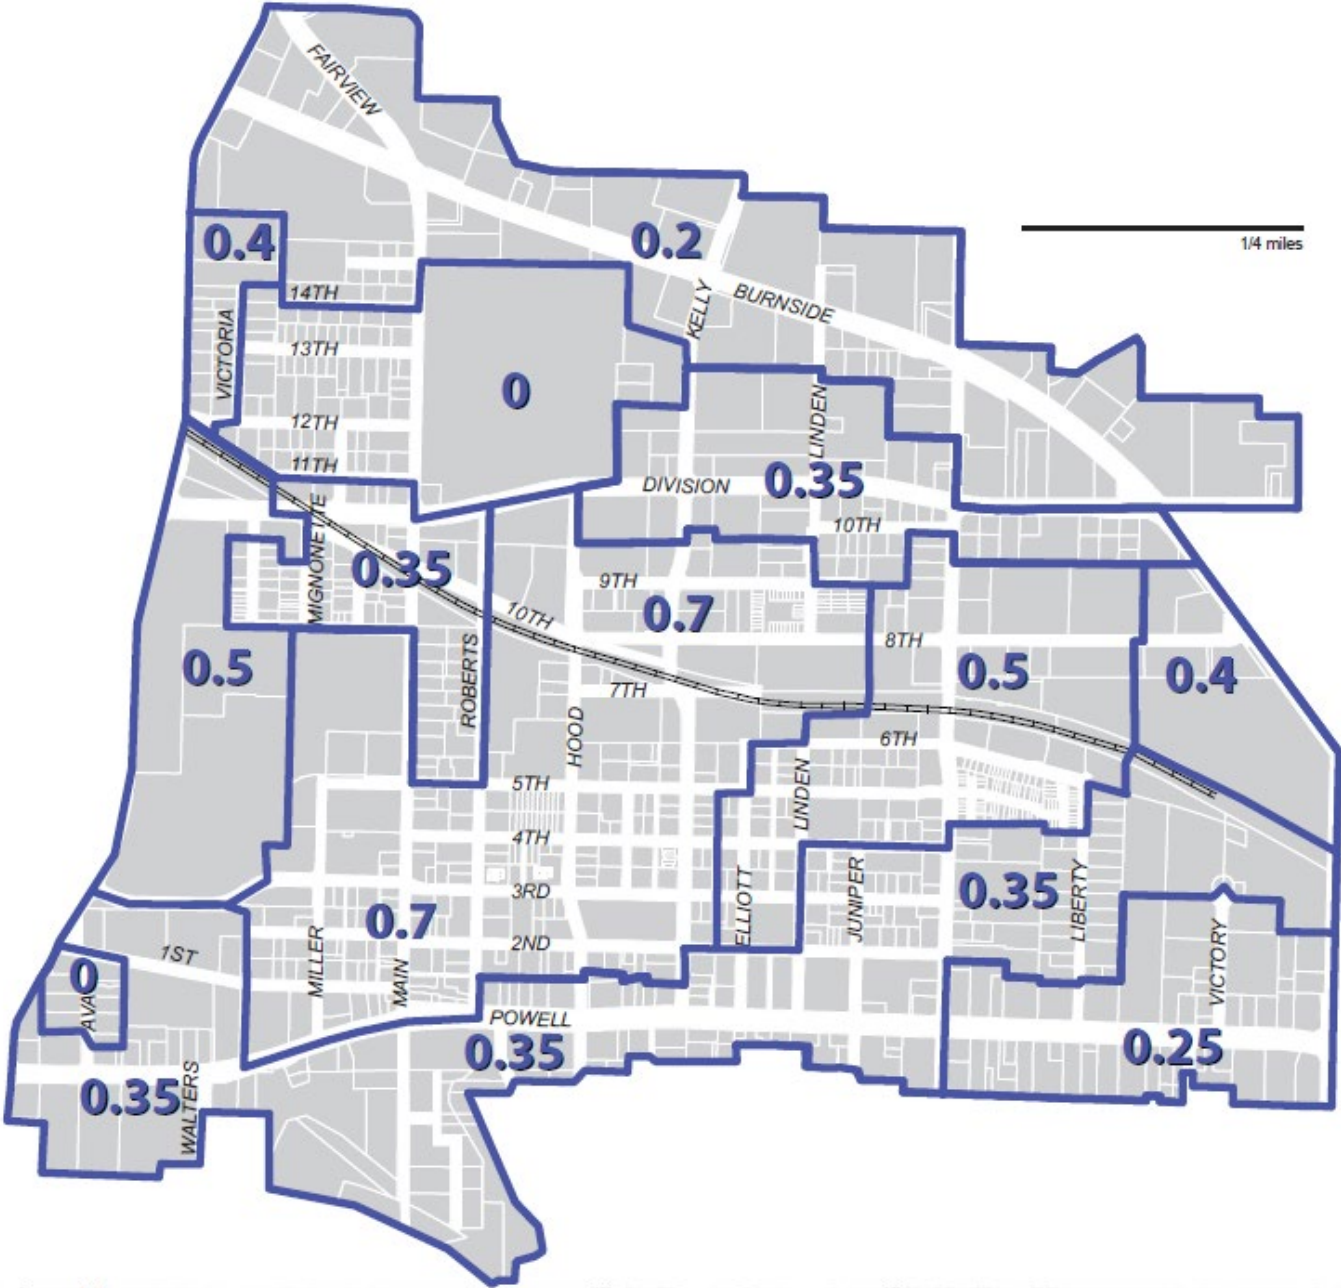 FAIRVIEW
0.4
0.2
1/4 miles
14TH
KELLY
BURNSIDE
VICTORIA
13TH
0
12TH
LINDEN
11TH
DIVISION
0.35
MIGNONETTE
10TH
0.35
9TH
0.7
10TH
8TH
0.5
ROBERTS
0.5
0.4
7TH
HOOD
6TH
5TH
LINDEN
4TH
ELLIOTT
JUNIPER
LIBERTY
3RD
0.35
0.7
MILLER
MAIN
2ND
VICTORY
1ST
0
AVA
POWELL
0.35
0.25
0.35
WALTERS